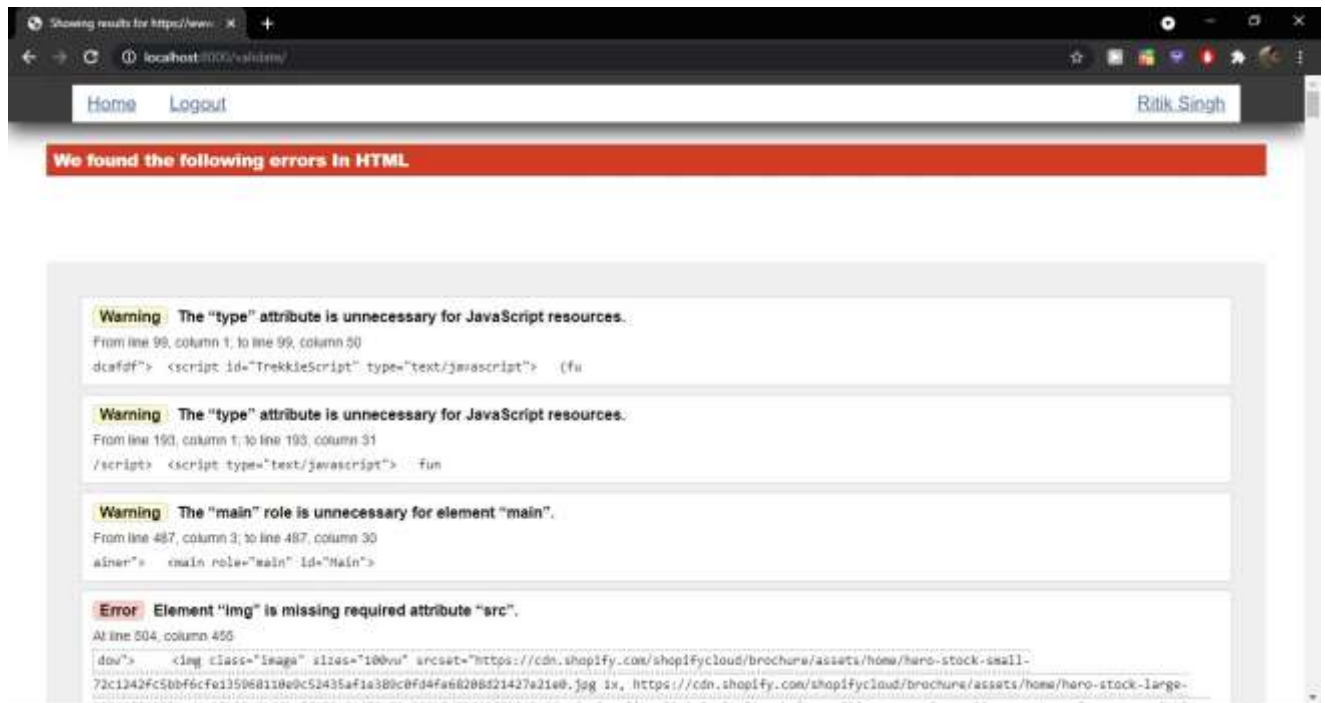 Showing results for https://www
localhost:8000/validate/
Home Logout Ritik Singh
We found the following errors In HTML
Warning The “type” attribute is unnecessary for JavaScript resources.
From line 99, column 1; to line 99, column 50
dcafdf"> <script id="TrekkieScript" type="text/javascript"> (fu
Warning The “type” attribute is unnecessary for JavaScript resources.
From line 193, column 1; to line 193, column 31
/script> <script type="text/javascript"> fun
Warning The “main” role is unnecessary for element “main”.
From line 487, column 3; to line 487, column 30
ainer"> <main role="main" id="Main">
Error Element “img” is missing required attribute “src”.
At line 504, column 455
dow"> <img class="image" sizes="100vw" srcset="https://cdn.shopify.com/shopifycloud/brochure/assets/home/hero-stock-small-
.jpg 1x, https://cdn.shopify.com/shopifycloud/brochure/assets/home/hero-stock-large-